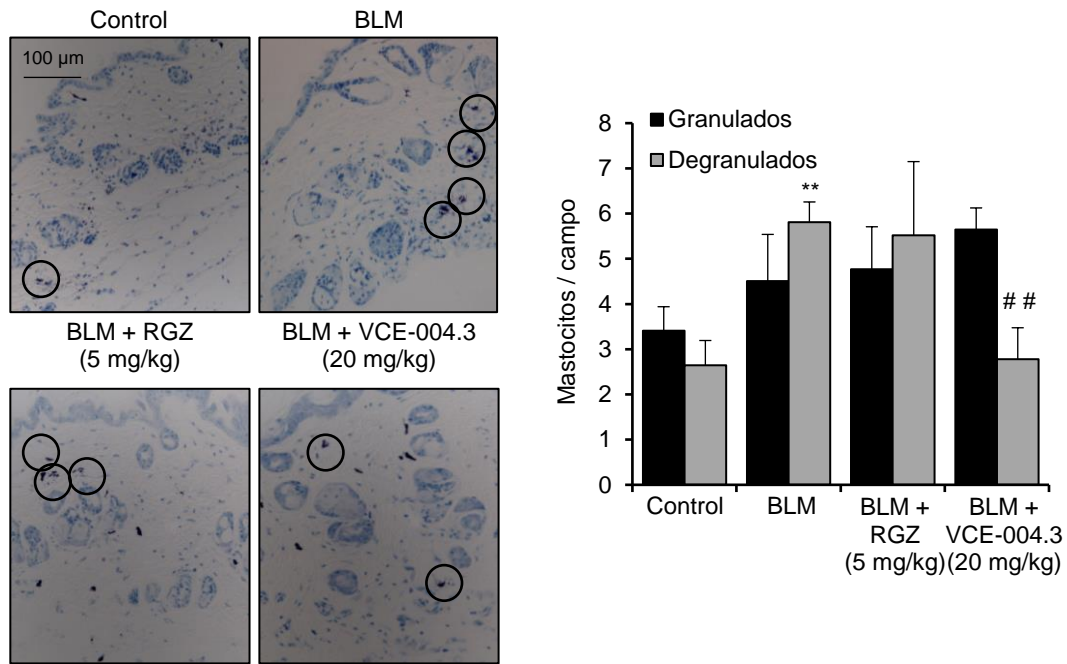 Control
BLM
100 µm
BLM + RGZ
(5 mg/kg)
BLM + VCE-004.3
(20 mg/kg)
Mastocitos / campo
8
7
6
5
4
3
2
1
0
Granulados
Degranulados
**
# #
Control
BLM
BLM +
RGZ
(5 mg/kg)
BLM +
VCE-004.3
(20 mg/kg)